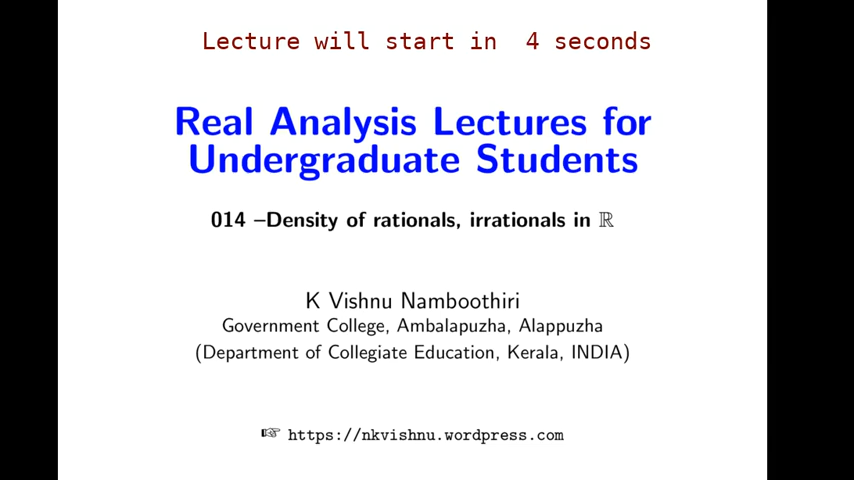 Lecture will start in 4 seconds
Real Analysis Lectures for
Undergraduate Students
014 –Density of rationals, irrationals in ℝ
K Vishnu Namboothiri
Government College, Ambalapuzha, Alappuzha
(Department of Collegiate Education, Kerala, INDIA)
☞ https://nkvishnu.wordpress.com